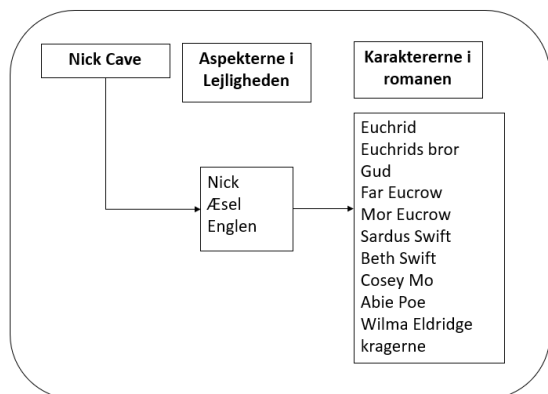 Nick Cave
Aspekterne i
Lejligheden
Karaktererne i
romanen
Nick
Æsel
Englen
Euchrid
Euchrids bror
Gud
Far Eucrow
Mor Eucrow
Sardus Swift
Beth Swift
Cosey Mo
Abie Poe
Wilma Eldridge
kragerne